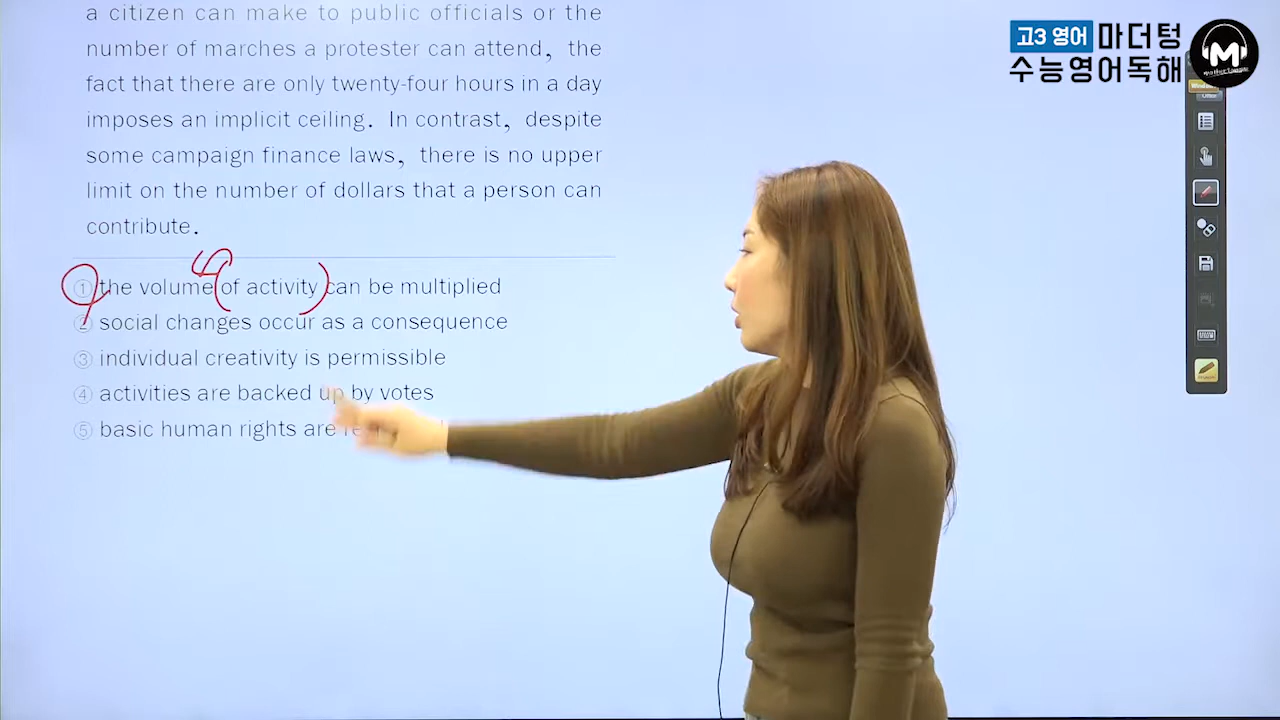 a citizen can make to public officials or the
number of marches a protester can attend, the
fact that there are only twenty-four hours in a day
imposes an implicit ceiling. In contrast, despite
some campaign finance laws, there is no upper
limit on the number of dollars that a person can
contribute.
① the volume of activity can be multiplied
② social changes occur as a consequence
③ individual creativity is permissible
④ activities are backed up by votes
⑤ basic human rights are
고3 영어 마더텅
수능영어독해
M